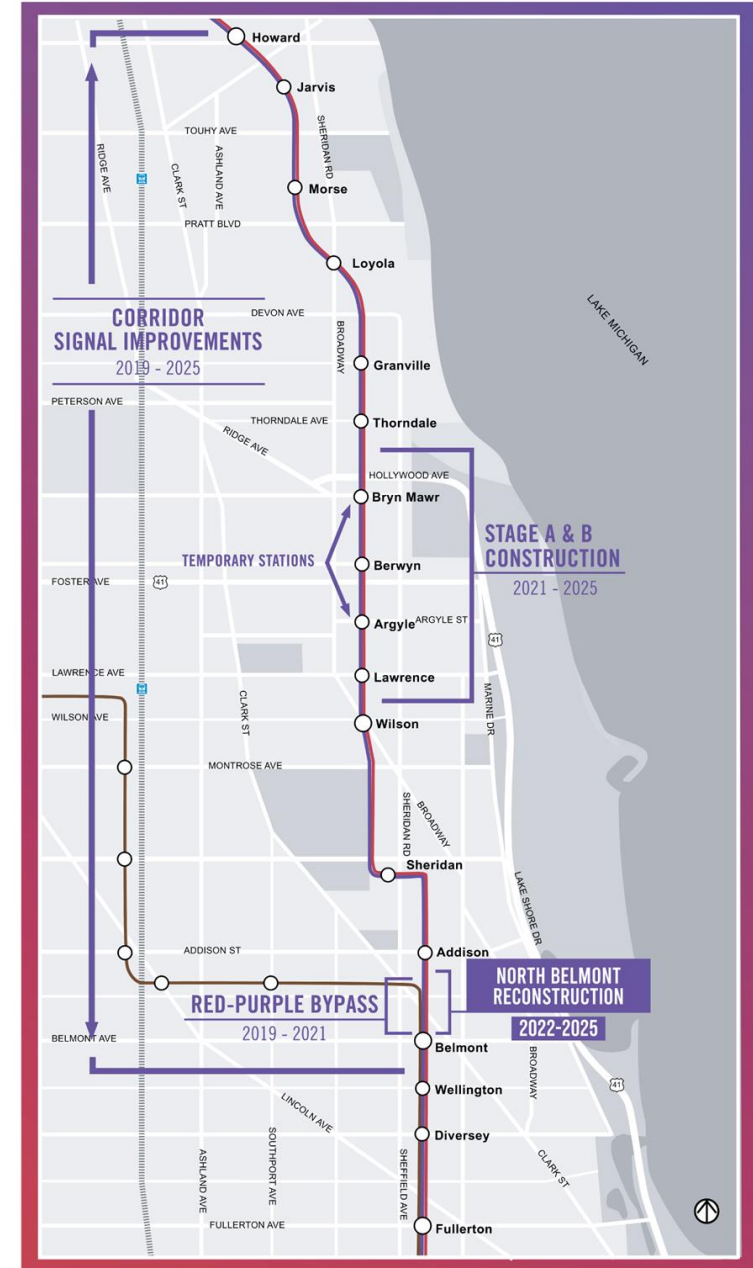 Howard
Jarvis
TOUHY AVE
SHERIDAN RD
RIDGE AVE
ASHLAND AVE
CLARK ST
Morse
PRATT BLVD
Loyola
LAKE MICHIGAN
CORRIDOR
SIGNAL IMPROVEMENTS
2019 - 2025
DEVON AVE
BROADWAY
Granville
PETERSON AVE
THORNDALE AVE
Thorndale
RIDGE AVE
HOLLYWOOD AVE
Bryn Mawr
STAGE A & B
CONSTRUCTION
2021 - 2025
TEMPORARY STATIONS
Berwyn
FOSTER AVE
41
Argyle
ARGYLE ST
41
LAWRENCE AVE
Lawrence
MARINE DR
WILSON AVE
CLARK ST
Wilson
MONTROSE AVE
SHERIDAN RD
BROADWAY
Sheridan
LAKE SHORE DR
ADDISON ST
Addison
NORTH BELMONT
RECONSTRUCTION
2022-2025
RED-PURPLE BYPASS
2019 - 2021
BELMONT AVE
Belmont
BROADWAY
41
Wellington
LINCOLN AVE
Diversey
SOUTHPORT AVE
ASHLAND AVE
SHEFFIELD AVE
CLARK ST
FULLERTON AVE
Fullerton